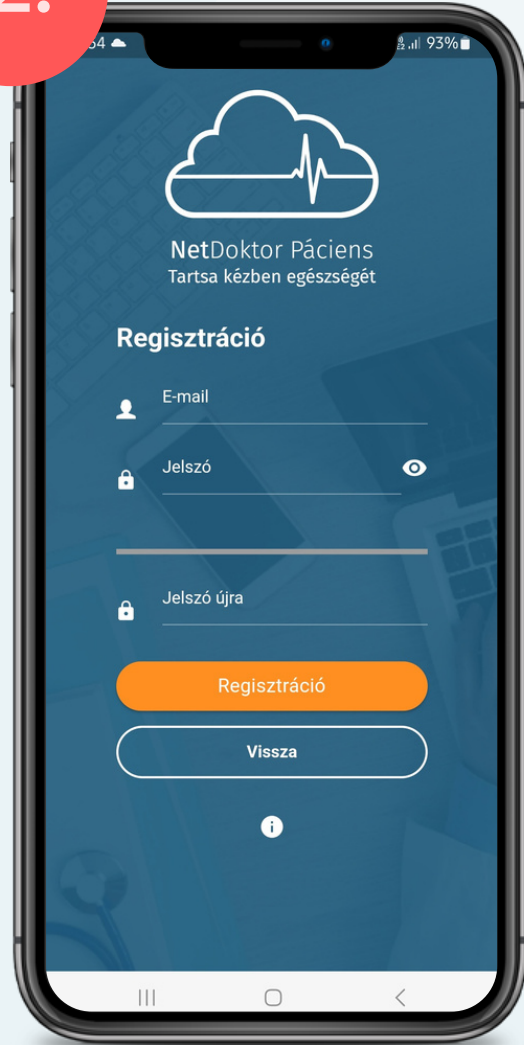 93%
NetDoktor Páciens
Tartsa kézben egészségét
Regisztráció
E-mail
Jelszó
Jelszó újra
Regisztráció
Vissza